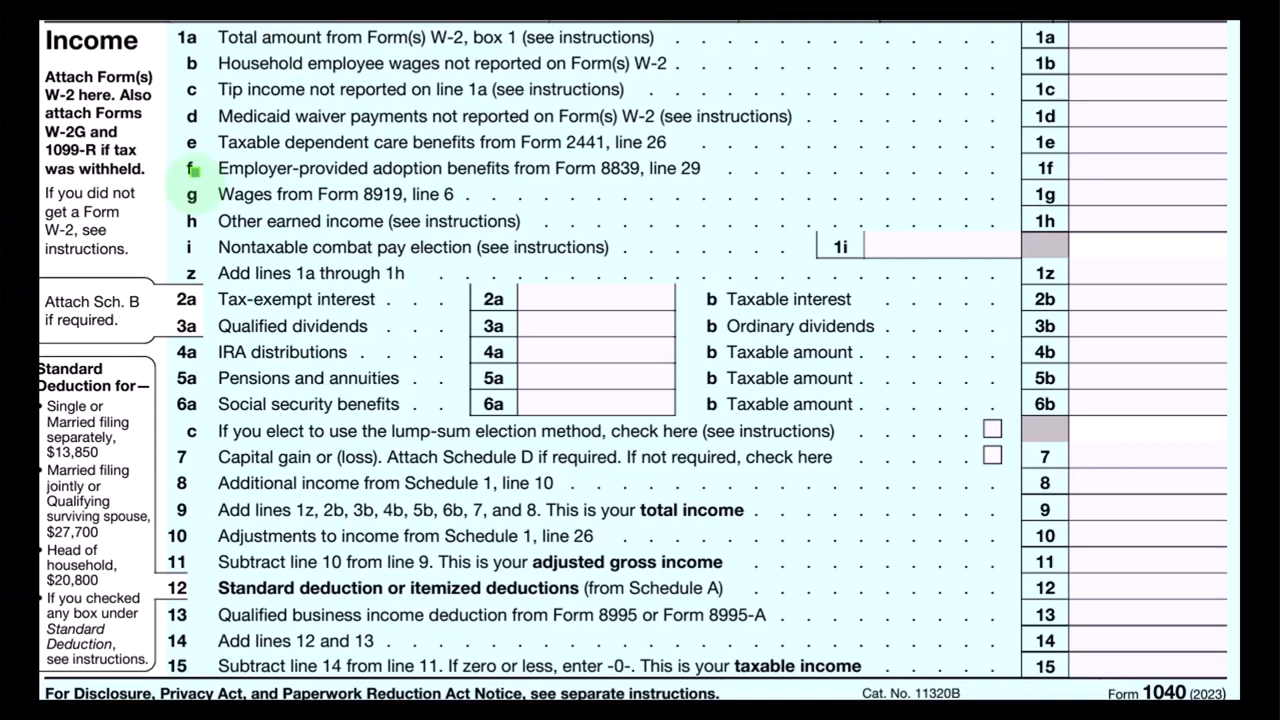 Income
Attach Form(s)
W-2 here. Also
attach Forms
W-2G and
1099-R if tax
was withheld.
If you did not
get a Form
W-2, see
instructions.
Attach Sch. B
if required.
Standard
Deduction for—
• Single or
Married filing
separately,
$13,850
• Married filing
jointly or
Qualifying
surviving spouse,
$27,700
• Head of
household,
$20,800
• If you checked
any box under
Standard
Deduction,
see instructions.
1a Total amount from Form(s) W-2, box 1 (see instructions) . . . . . . . . . . . . . 1a
b Household employee wages not reported on Form(s) W-2 . . . . . . . . . . . . . 1b
c Tip income not reported on line 1a (see instructions) . . . . . . . . . . . . . . 1c
d Medicaid waiver payments not reported on Form(s) W-2 (see instructions) . . . . . . . . 1d
e Taxable dependent care benefits from Form 2441, line 26 . . . . . . . . . . . . 1e
f Employer-provided adoption benefits from Form 8839, line 29 . . . . . . . . . . . 1f
g Wages from Form 8919, line 6 . . . . . . . . . . . . . . . . . . . . . 1g
h Other earned income (see instructions) . . . . . . . . . . . . . . . . . . 1h
i Nontaxable combat pay election (see instructions) . . . . . . . 1i
z Add lines 1a through 1h . . . . . . . . . . . . . . . . . . . . . . 1z
2a Tax-exempt interest . . . 2a b Taxable interest . . . . . 2b
3a Qualified dividends . . . 3a b Ordinary dividends . . . . . 3b
4a IRA distributions . . . . 4a b Taxable amount . . . . . . 4b
5a Pensions and annuities . . 5a b Taxable amount . . . . . . 5b
6a Social security benefits . . 6a b Taxable amount . . . . . . 6b
c If you elect to use the lump-sum election method, check here (see instructions) . . . . .
7 Capital gain or (loss). Attach Schedule D if required. If not required, check here . . . . . 7
8 Additional income from Schedule 1, line 10 . . . . . . . . . . . . . . . . . 8
9 Add lines 1z, 2b, 3b, 4b, 5b, 6b, 7, and 8. This is your total income . . . . . . . . . . 9
10 Adjustments to income from Schedule 1, line 26 . . . . . . . . . . . . . . . 10
11 Subtract line 10 from line 9. This is your adjusted gross income . . . . . . . . . . 11
12 Standard deduction or itemized deductions (from Schedule A) . . . . . . . . . . 12
13 Qualified business income deduction from Form 8995 or Form 8995-A . . . . . . . . . 13
14 Add lines 12 and 13 . . . . . . . . . . . . . . . . . . . . . . . . 14
15 Subtract line 14 from line 11. If zero or less, enter -0-. This is your taxable income . . . . . 15
For Disclosure, Privacy Act, and Paperwork Reduction Act Notice, see separate instructions. Cat. No. 11320B Form 1040 (2023)